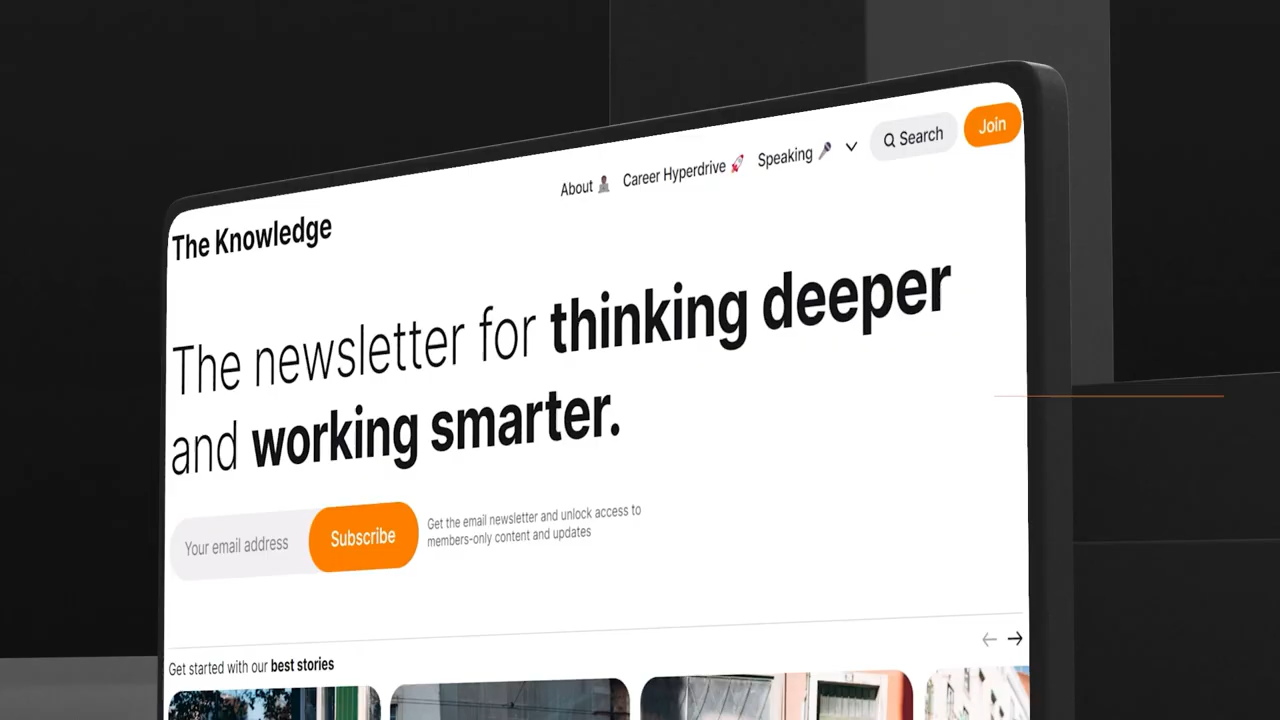 About 👨🏽‍💻 Career Hyperdrive 🚀 Speaking 🎤 Search Join
The Knowledge
The newsletter for thinking deeper
and working smarter.
Your email address Subscribe
Get the email newsletter and unlock access to
members-only content and updates
Get started with our best stories